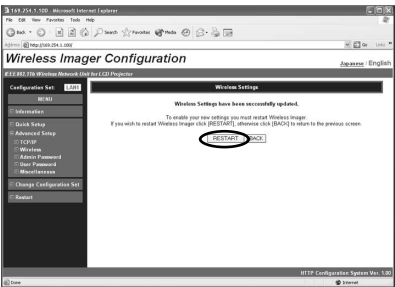 169.254.1.100 - Microsoft Internet Explorer
File Edit View Favorites Tools Help
Back Search Favorites Media
Address http://169.254.1.100/ Go Links
Wireless Imager Configuration
Japanese / English
IEEE802.11b Wireless Network Unit for LCD Projector
Configuration Set: LAN1
MENU
Information
Quick Setup
Advanced Setup
TCP/IP
Wireless
Admin Password
User Password
Miscellaneous
Change Configuration Set
Restart
Wireless Settings
Wireless Settings have been successfully updated.
To enable your new settings you must restart Wireless Imager.
If you wish to restart Wireless Imager click [RESTART], otherwise click [BACK] to return to the previous screen.
RESTART BACK
HTTP Configuration System Ver. 1.00
Done Internet